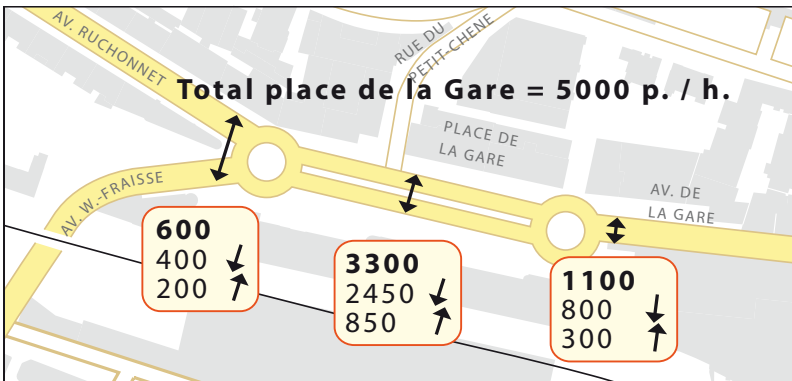 AV. RUCHONNET
RUE DU
PETIT-CHENE
Total place de la Gare = 5000 p. / h.
PLACE DE
LA GARE
AV. W.-FRAISSE
AV. DE
LA GARE
600
400
200
3300
2450
850
1100
800
300